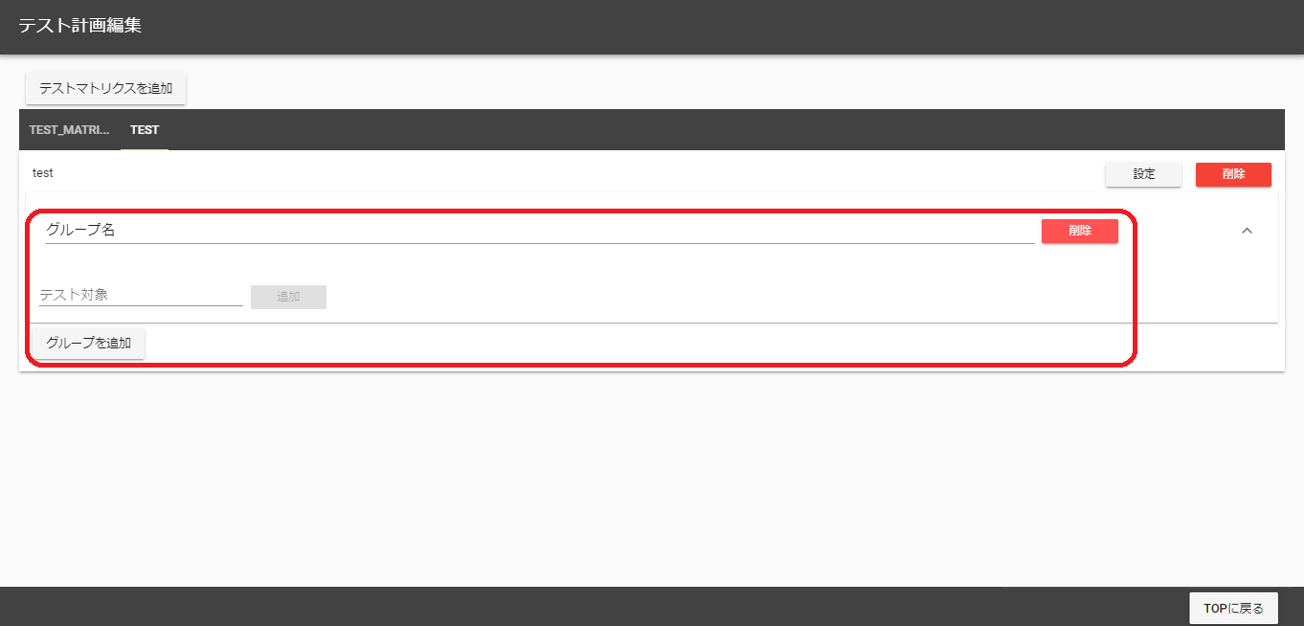 テスト計画編集
テストマトリクスを追加
TEST_MATRI... TEST
test 設定 削除
グループ名 削除
テスト対象 追加
グループを追加
TOPに戻る